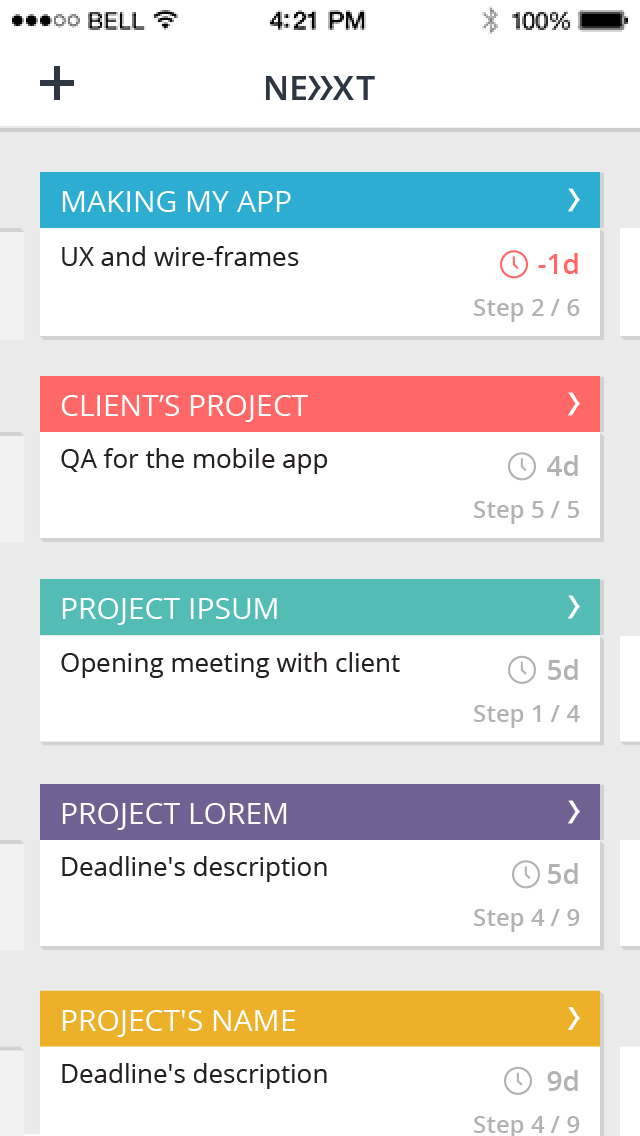 BELL 4:21 PM 100%
NEXXT
MAKING MY APP
UX and wire-frames
-1d
Step 2 / 6
CLIENT’S PROJECT
QA for the mobile app
4d
Step 5 / 5
PROJECT IPSUM
Opening meeting with client
5d
Step 1 / 4
PROJECT LOREM
Deadline's description
5d
Step 4 / 9
PROJECT'S NAME
Deadline's description
9d
Step 4 / 9